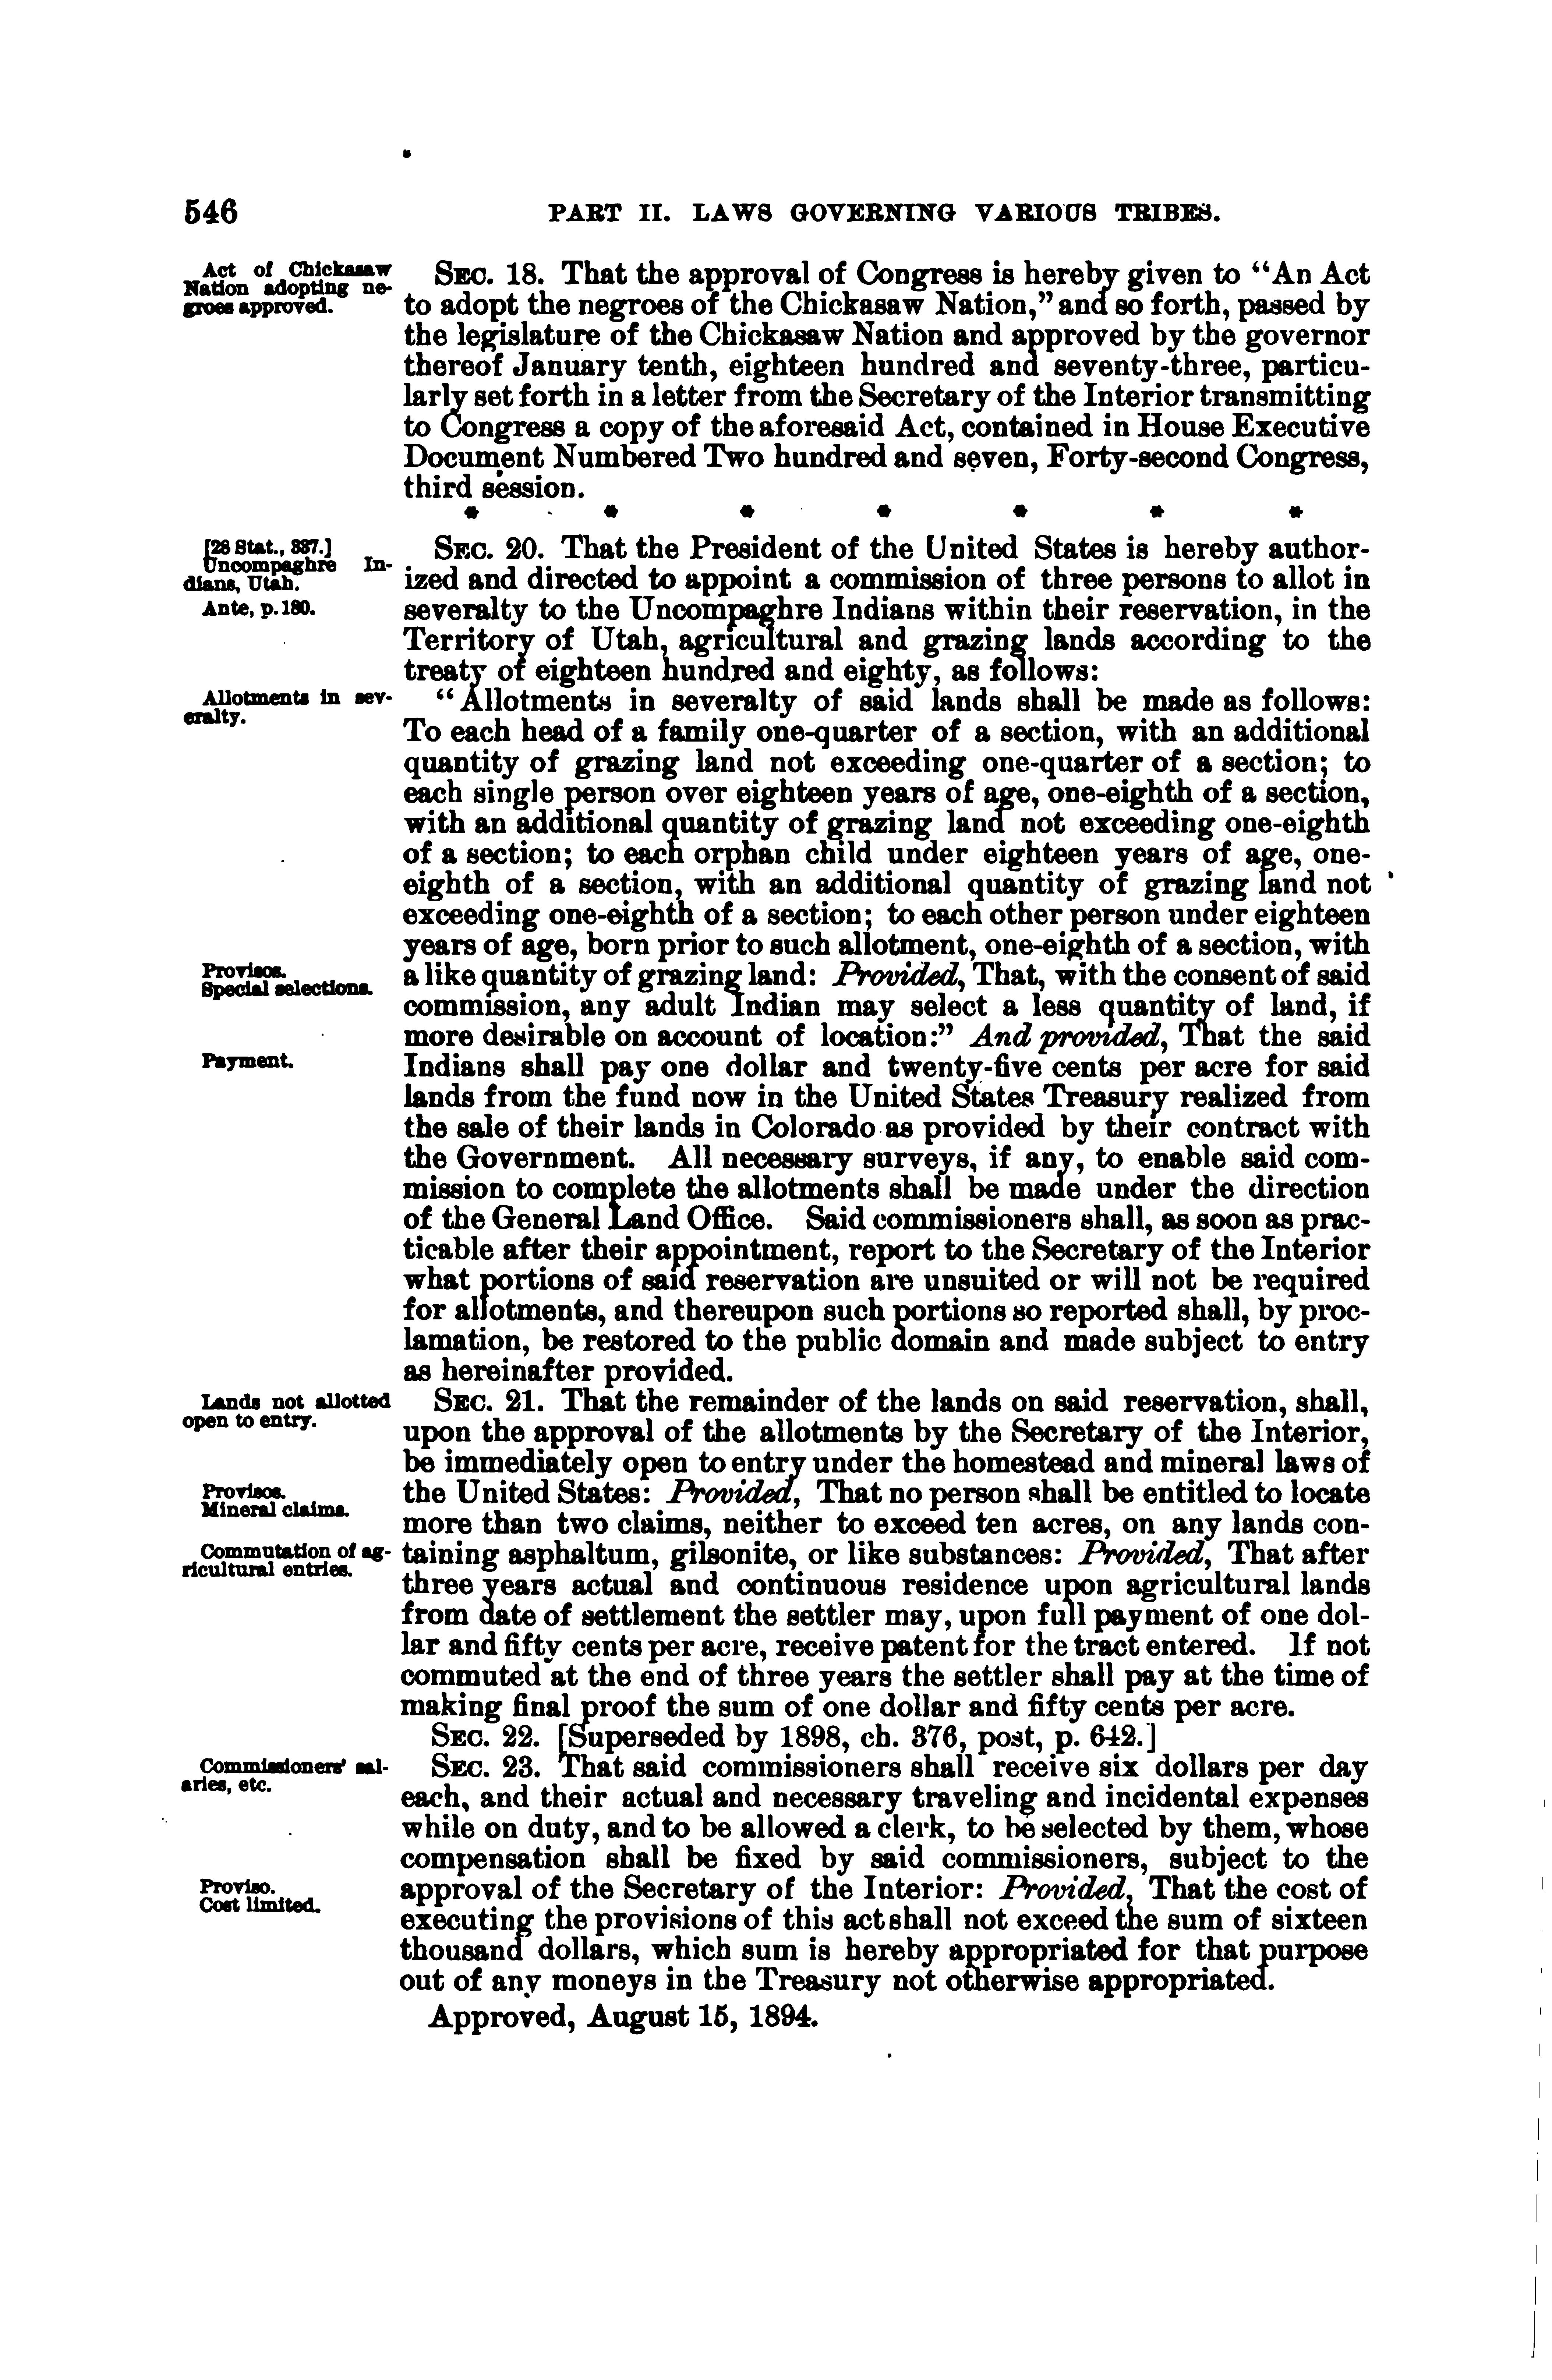 546
PART II. LAWS GOVERNING VARIOUS TRIBES.
Act of Chickasaw
Nation adopting ne-
groes approved.
SEC. 18. That the approval of Congress is hereby given to “An Act
to adopt the negroes of the Chickasaw Nation,” and so forth, passed by
the legislature of the Chickasaw Nation and approved by the governor
thereof January tenth, eighteen hundred and seventy-three, particu-
larly set forth in a letter from the Secretary of the Interior transmitting
to Congress a copy of the aforesaid Act, contained in House Executive
Document Numbered Two hundred and seven, Forty-second Congress,
third session.
* * * * * * *
[28 Stat., 337.]
Uncompaghre In-
dians, Utah.
Ante, p. 180.
SEC. 20. That the President of the United States is hereby author-
ized and directed to appoint a commission of three persons to allot in
severalty to the Uncompaghre Indians within their reservation, in the
Territory of Utah, agricultural and grazing lands according to the
treaty of eighteen hundred and eighty, as follows:
Allotments in sev-
eralty.
“Allotments in severalty of said lands shall be made as follows:
To each head of a family one-quarter of a section, with an additional
quantity of grazing land not exceeding one-quarter of a section; to
each single person over eighteen years of age, one-eighth of a section,
with an additional quantity of grazing land not exceeding one-eighth
of a section; to each orphan child under eighteen years of age, one-
eighth of a section, with an additional quantity of grazing land not
exceeding one-eighth of a section; to each other person under eighteen
years of age, born prior to such allotment, one-eighth of a section, with
Provisos.
Special selections.
a like quantity of grazing land: Provided, That, with the consent of said
commission, any adult Indian may select a less quantity of land, if
more desirable on account of location:” And provided, That the said
Payment.
Indians shall pay one dollar and twenty-five cents per acre for said
lands from the fund now in the United States Treasury realized from
the sale of their lands in Colorado as provided by their contract with
the Government. All necessary surveys, if any, to enable said com-
mission to complete the allotments shall be made under the direction
of the General Land Office. Said commissioners shall, as soon as prac-
ticable after their appointment, report to the Secretary of the Interior
what portions of said reservation are unsuited or will not be required
for allotments, and thereupon such portions so reported shall, by proc-
lamation, be restored to the public domain and made subject to entry
as hereinafter provided.
Lands not allotted
open to entry.
SEC. 21. That the remainder of the lands on said reservation, shall,
upon the approval of the allotments by the Secretary of the Interior,
be immediately open to entry under the homestead and mineral laws of
Provisos.
Mineral claims.
the United States: Provided, That no person shall be entitled to locate
more than two claims, neither to exceed ten acres, on any lands con-
Commutation of ag-
ricultural entries.
taining asphaltum, gilsonite, or like substances: Provided, That after
three years actual and continuous residence upon agricultural lands
from date of settlement the settler may, upon full payment of one dol-
lar and fifty cents per acre, receive patent for the tract entered. If not
commuted at the end of three years the settler shall pay at the time of
making final proof the sum of one dollar and fifty cents per acre.
SEC. 22. [Superseded by 1898, ch. 376, post, p. 642.]
Commissioners' sal-
aries, etc.
SEC. 23. That said commissioners shall receive six dollars per day
each, and their actual and necessary traveling and incidental expenses
while on duty, and to be allowed a clerk, to be selected by them, whose
compensation shall be fixed by said commissioners, subject to the
Proviso.
Cost limited.
approval of the Secretary of the Interior: Provided, That the cost of
executing the provisions of this act shall not exceed the sum of sixteen
thousand dollars, which sum is hereby appropriated for that purpose
out of any moneys in the Treasury not otherwise appropriated.
Approved, August 15, 1894.